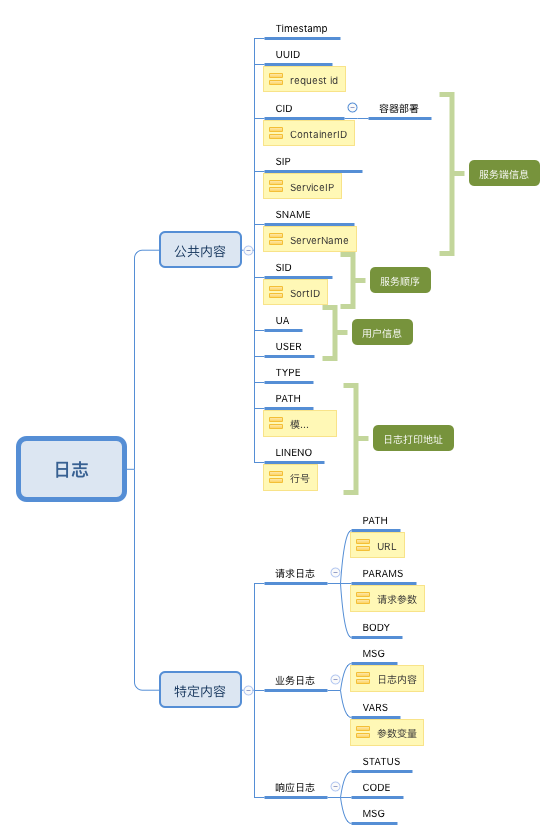 日志
公共内容
Timestamp
UUID
request id
CID
容器部署
ContainerID
SIP
ServiceIP
SNAME
ServerName
服务端信息
SID
SortID
服务顺序
UA
USER
用户信息
TYPE
PATH
模...
LINENO
行号
日志打印地址
特定内容
请求日志
PATH
URL
PARAMS
请求参数
BODY
业务日志
MSG
日志内容
VARS
参数变量
响应日志
STATUS
CODE
MSG